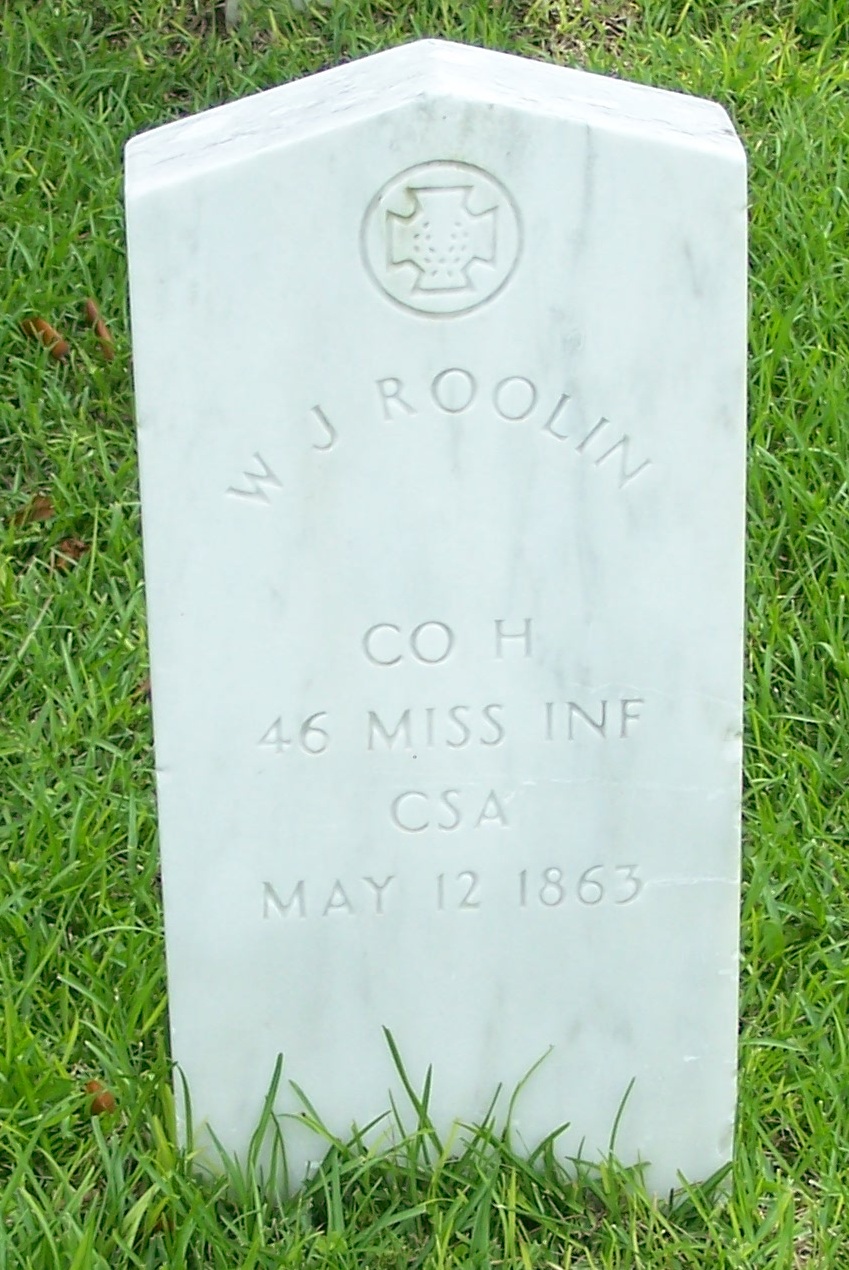 W J ROOLIN
CO H
46 MISS INF
CSA
MAY 12 1863